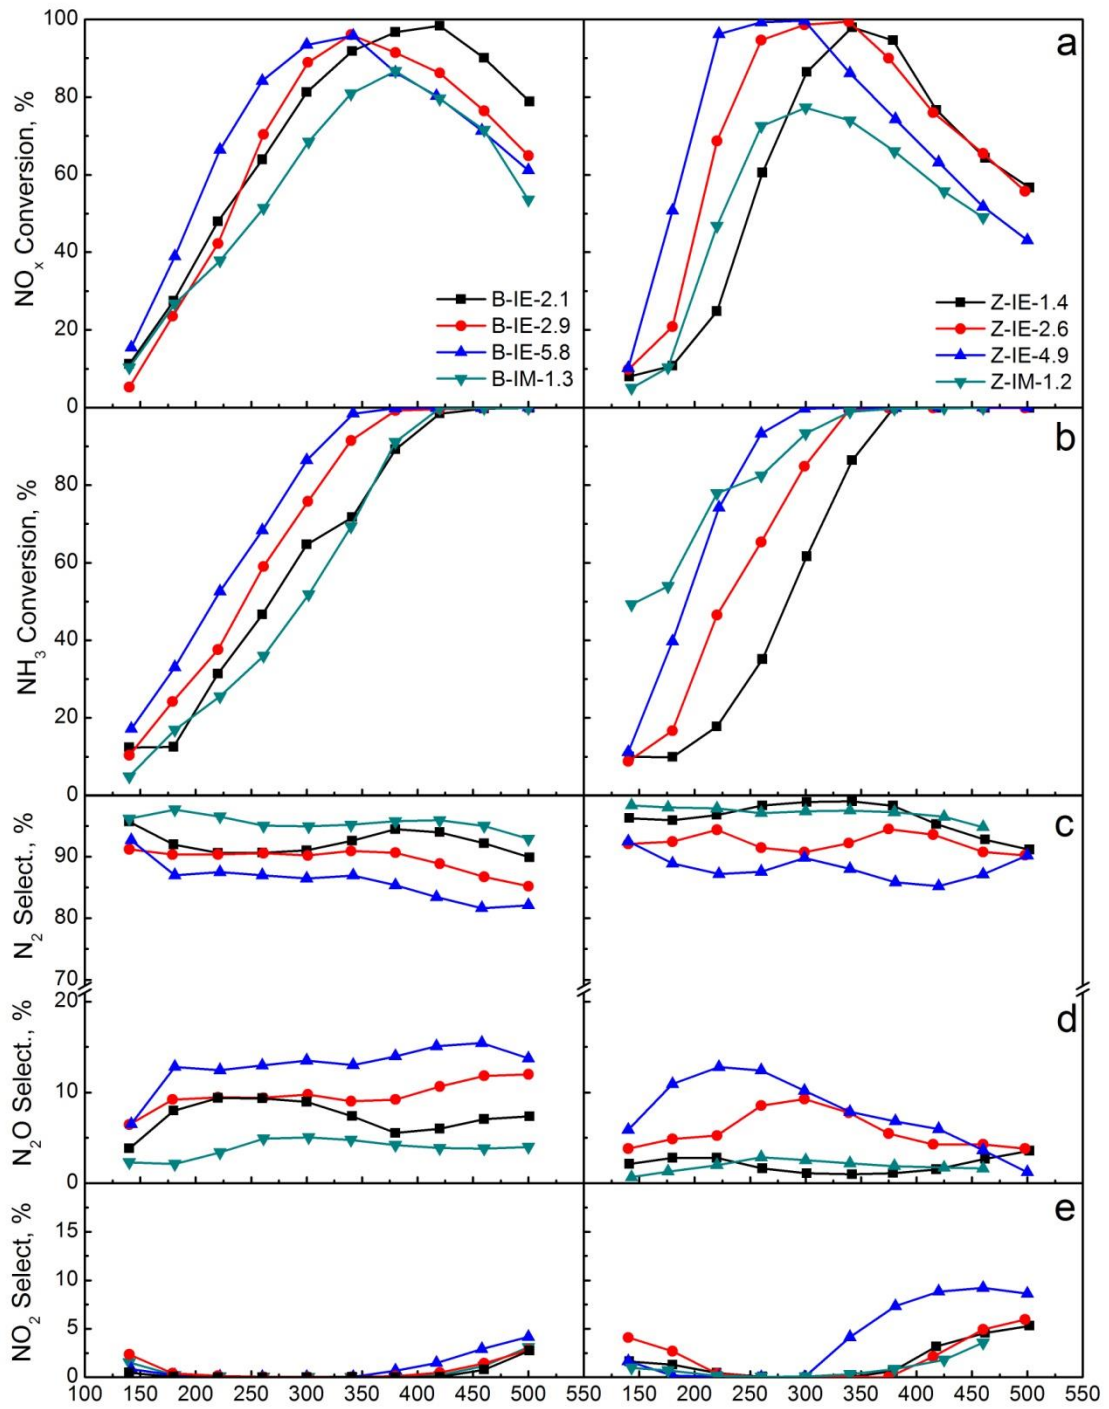 100
80
60
40
20
0
NOx Conversion, %
B-IE-2.1
B-IE-2.9
B-IE-5.8
B-IM-1.3
a
Z-IE-1.4
Z-IE-2.6
Z-IE-4.9
Z-IM-1.2
80
60
40
20
0
NH3 Conversion, %
b
90
80
70
N2 Select., %
c
20
10
0
N2O Select., %
d
15
10
5
0
NO2 Select, %
e
100 150 200 250 300 350 400 450 500 550 150 200 250 300 350 400 450 500 550